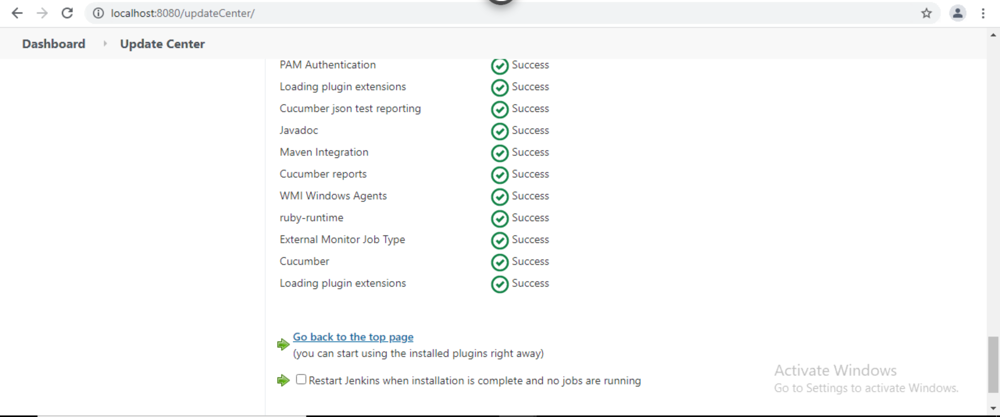 localhost:8080/updateCenter/
Dashboard Update Center
PAM Authentication Success
Loading plugin extensions Success
Cucumber json test reporting Success
Javadoc Success
Maven Integration Success
Cucumber reports Success
WMI Windows Agents Success
ruby-runtime Success
External Monitor Job Type Success
Cucumber Success
Loading plugin extensions Success
Go back to the top page
(you can start using the installed plugins right away)
Restart Jenkins when installation is complete and no jobs are running
Activate Windows
Go to Settings to activate Windows.